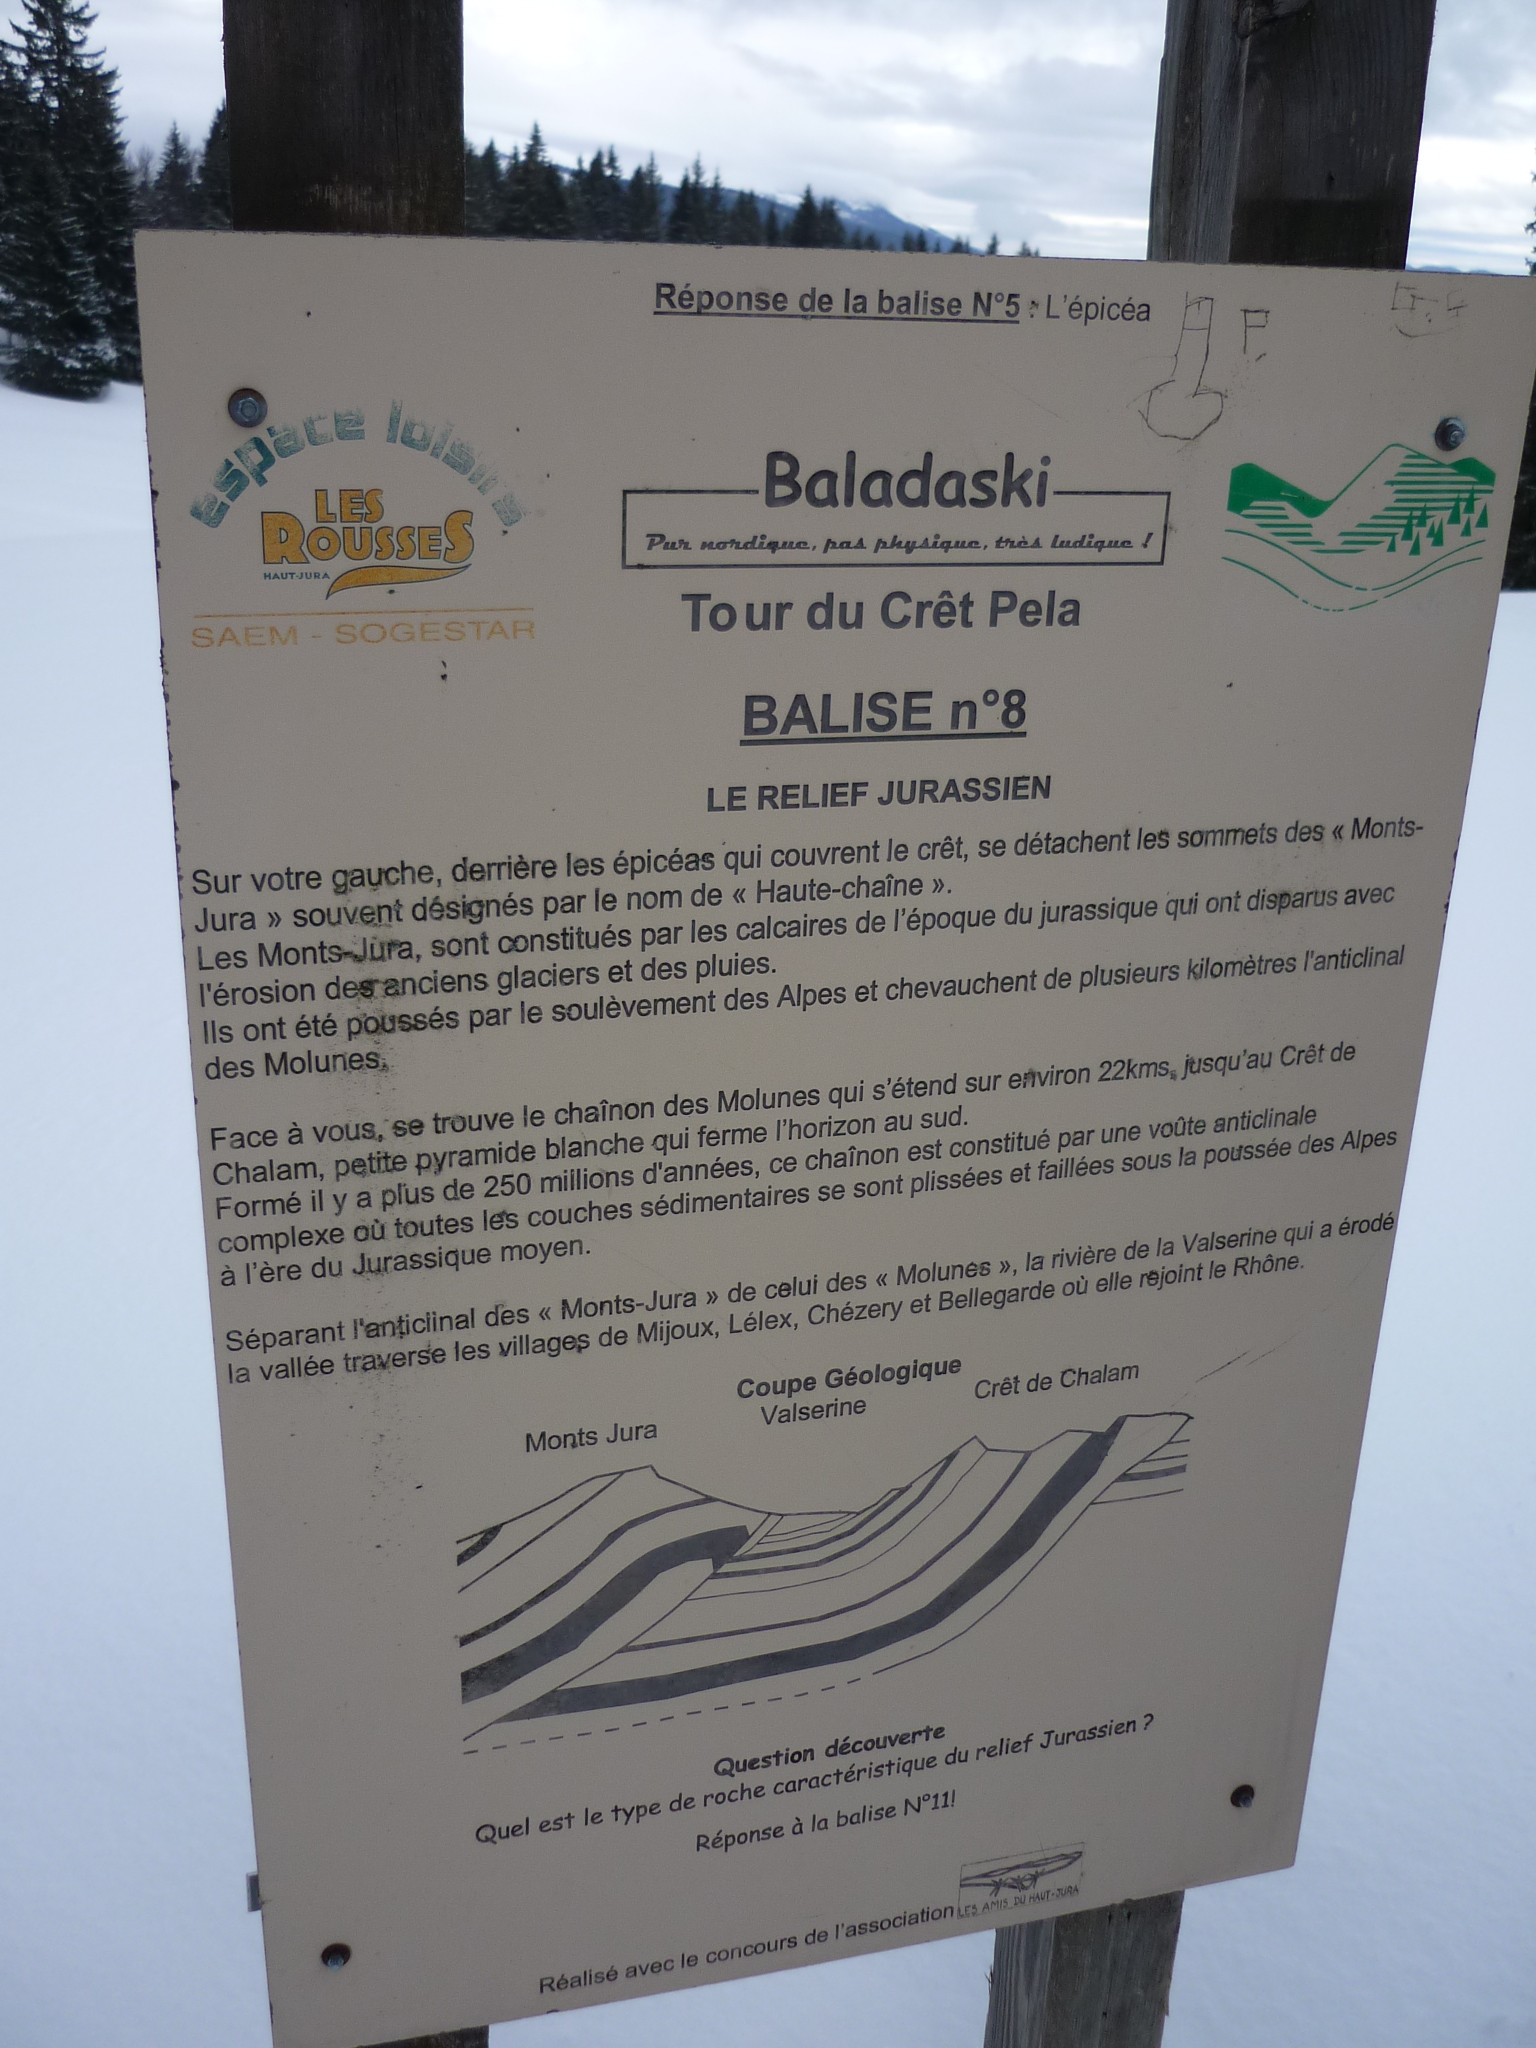 Réponse de la balise N°5 : L'épicéa
P.
espace loisirs
LES
ROUSSES
HAUT-JURA
SAEM - SOGESTAR
Baladaski
Pur nordique, pas physique, très ludique !
Tour du Crêt Pela
BALISE n°8
LE RELIEF JURASSIEN
Sur votre gauche, derrière les épicéas qui couvrent le crêt, se détachent les sommets des « Monts-
Jura » souvent désignés par le nom de « Haute-chaîne ».
Les Monts-Jura, sont constitués par les calcaires de l'époque du jurassique qui ont disparus avec
l'érosion des anciens glaciers et des pluies.
Ils ont été poussés par le soulèvement des Alpes et chevauchent de plusieurs kilomètres l'anticlinal
des Molunes.
Face à vous, se trouve le chaînon des Molunes qui s'étend sur environ 22kms, jusqu'au Crêt de
Chalam, petite pyramide blanche qui ferme l'horizon au sud.
Formé il y a plus de 250 millions d'années, ce chaînon est constitué par une voûte anticlinale
complexe où toutes les couches sédimentaires se sont plissées et faillées sous la poussée des Alpes
à l'ère du Jurassique moyen.
Séparant l'anticlinal des « Monts-Jura » de celui des « Molunes », la rivière de la Valserine qui a érodé
la vallée traverse les villages de Mijoux, Lélex, Chézery et Bellegarde où elle rejoint le Rhône.
Coupe Géologique
Monts Jura
Valserine
Crêt de Chalam
Question découverte
Quel est le type de roche caractéristique du relief Jurassien ?
Réponse à la balise N°11!
Réalisé avec le concours de l'association
LES AMIS DU HAUT-JURA